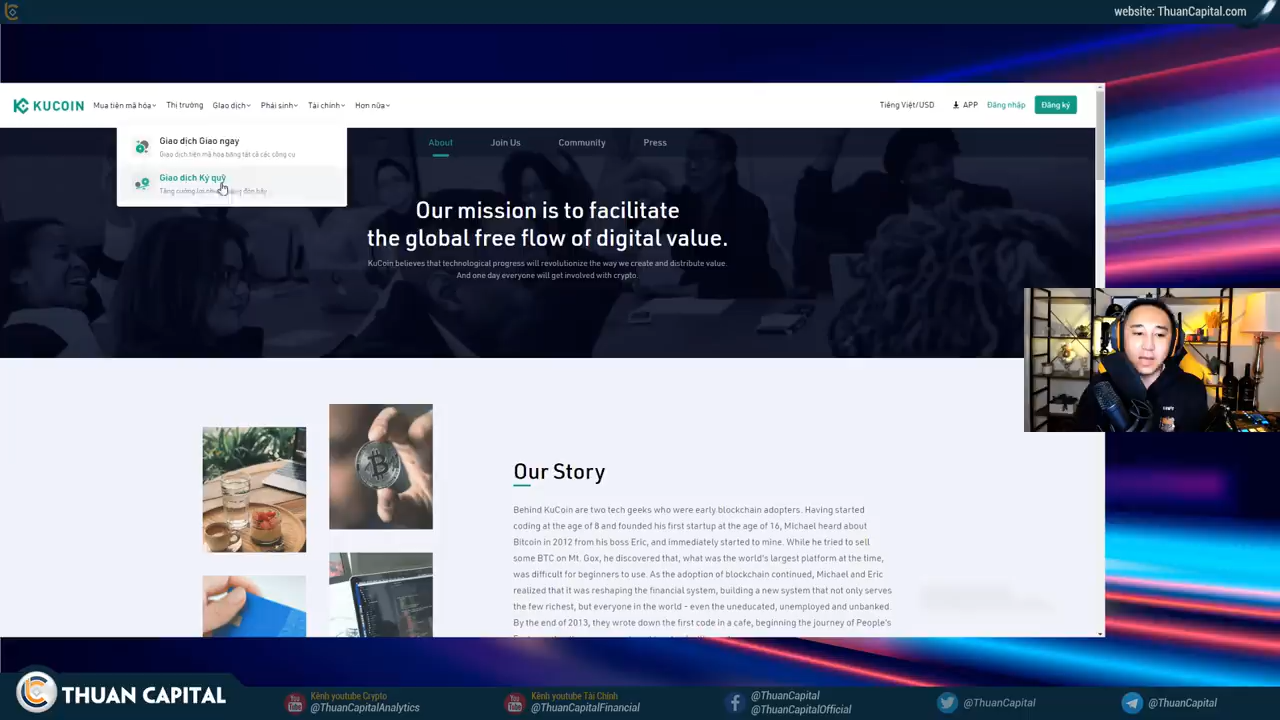 website: ThuanCapital.com
KUCOIN
Mua tiền mã hóa
Thị trường
Giao dịch
Phái sinh
Tài chính
Hơn nữa
Tiếng Việt/USD
APP
Đăng nhập
Đăng ký
Giao dịch Giao ngay
Giao dịch tiền mã hóa bằng tất cả các công cụ
Giao dịch Ký quỹ
About
Join Us
Community
Press
Our mission is to facilitate
the global free flow of digital value.
KuCoin believes that technological progress will revolutionize the way we create and distribute value.
And one day everyone will get involved with crypto.
Our Story
Behind KuCoin are two tech geeks who were early blockchain adopters. Having started
coding at the age of 8 and founded his first startup at the age of 16, Michael heard about
Bitcoin in 2012 from his boss Eric, and immediately started to mine. While he tried to sell
some BTC on Mt. Gox, he discovered that, what was the world's largest platform at the time,
was difficult for beginners to use. As the adoption of blockchain continued, Michael and Eric
realized that it was reshaping the financial system, building a new system that not only serves
the few richest, but everyone in the world - even the uneducated, unemployed and unbanked.
By the end of 2013, they wrote down the first code in a cafe, beginning the journey of People's
THUAN CAPITAL
Kênh youtube Crypto
@ThuanCapitalAnalytics
Kênh youtube Tài Chính
@ThuanCapitalFinancial
@ThuanCapital
@ThuanCapitalOfficial
@ThuanCapital
@ThuanCapital